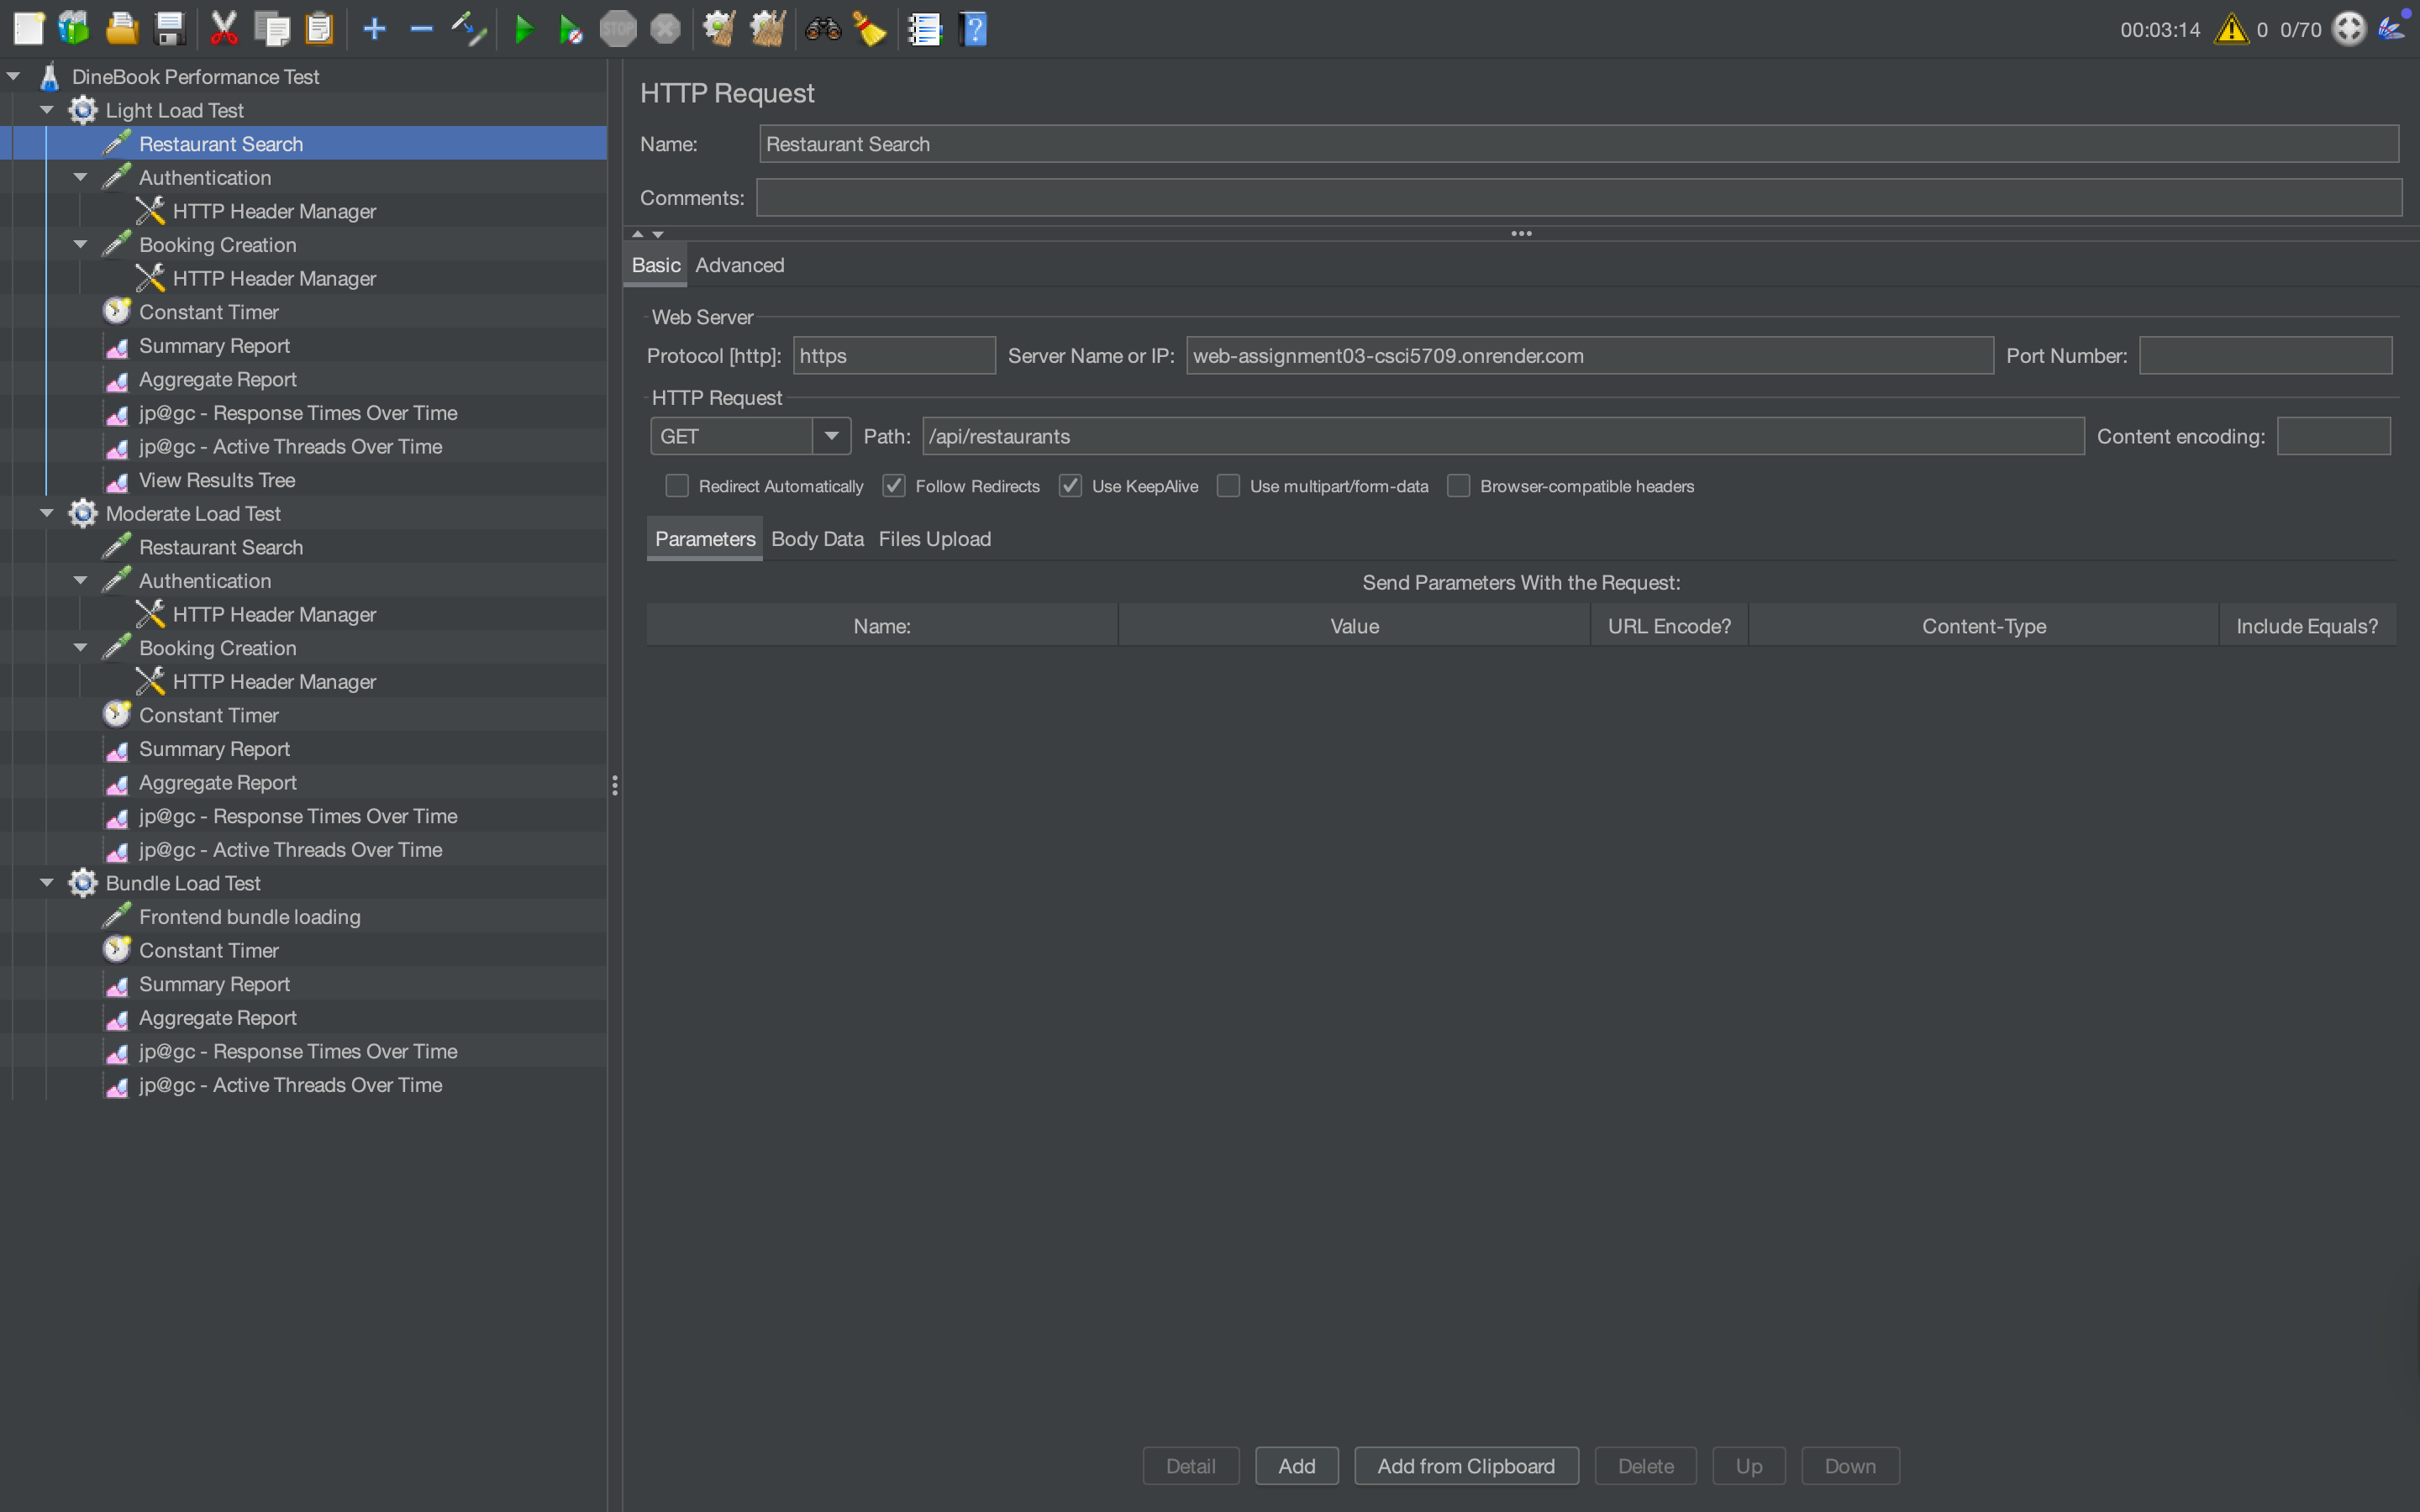 STOP
00:03:14
0
0/70
DineBook Performance Test
Light Load Test
Restaurant Search
Authentication
HTTP Header Manager
Booking Creation
HTTP Header Manager
Constant Timer
Summary Report
Aggregate Report
jp@gc - Response Times Over Time
jp@gc - Active Threads Over Time
View Results Tree
Moderate Load Test
Restaurant Search
Authentication
HTTP Header Manager
Booking Creation
HTTP Header Manager
Constant Timer
Summary Report
Aggregate Report
jp@gc - Response Times Over Time
jp@gc - Active Threads Over Time
Bundle Load Test
Frontend bundle loading
Constant Timer
Summary Report
Aggregate Report
jp@gc - Response Times Over Time
jp@gc - Active Threads Over Time
HTTP Request
Name: Restaurant Search
Comments:
Basic Advanced
Web Server
Protocol [http]: https Server Name or IP: web-assignment03-csci5709.onrender.com Port Number:
HTTP Request
GET Path: /api/restaurants Content encoding:
Redirect Automatically Follow Redirects Use KeepAlive Use multipart/form-data Browser-compatible headers
Parameters Body Data Files Upload
Send Parameters With the Request:
Name: Value URL Encode? Content-Type Include Equals?
Detail Add Add from Clipboard Delete Up Down